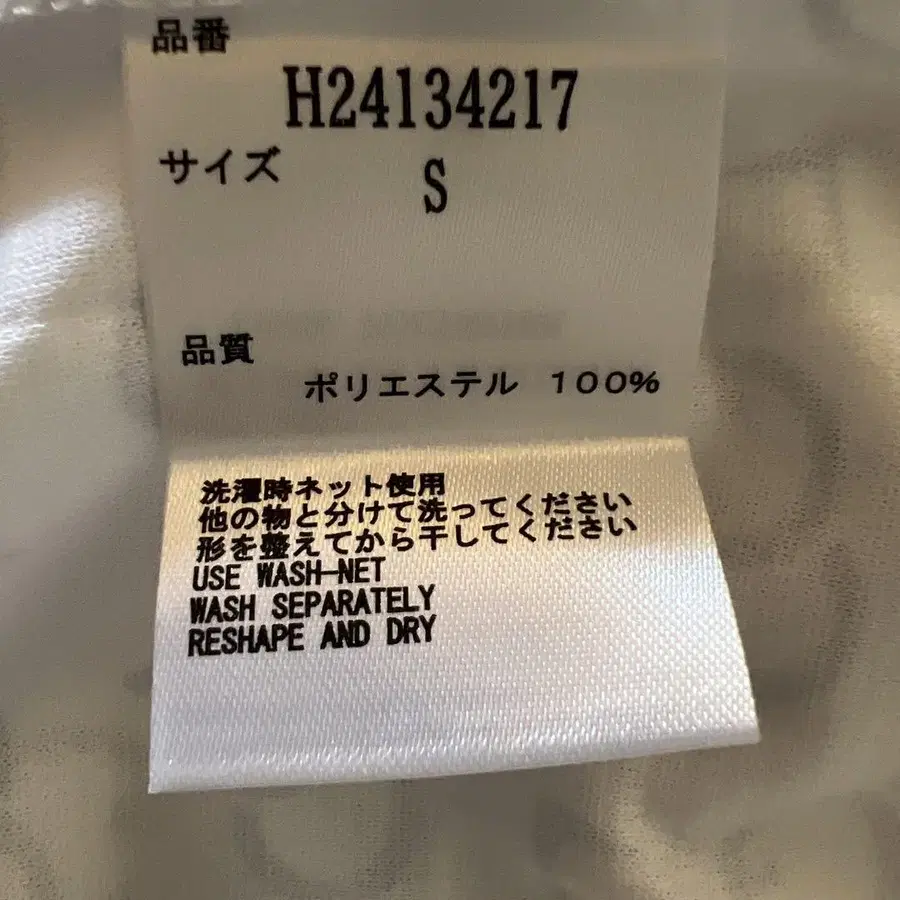 品番
H24134217
サイズ
S
品質
ポリエステル 100%
洗濯時ネット使用
他の物と分けて洗ってください
形を整えてから干してください
USE WASH-NET
WASH SEPARATELY
RESHAPE AND DRY